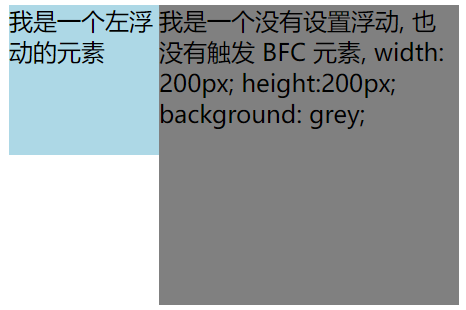 我是一个左浮
动的元素
我是一个没有设置浮动, 也
没有触发 BFC 元素, width:
200px; height:200px;
background: grey;